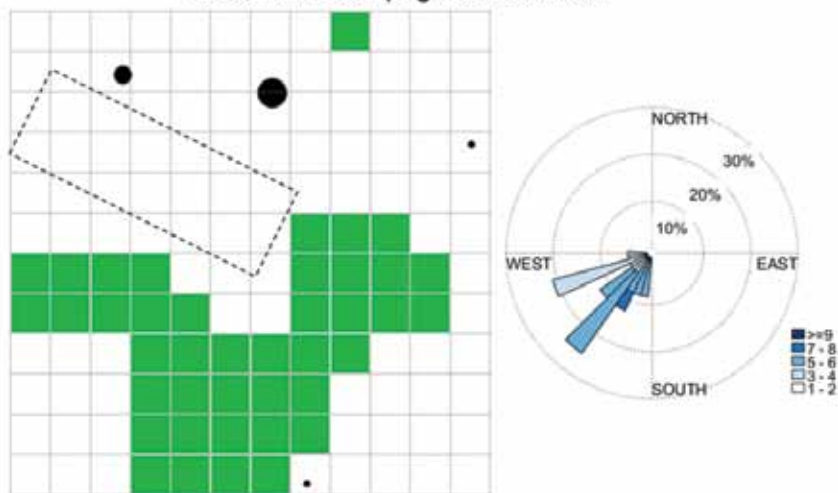 NORTH
30%
20%
10%
WEST
EAST
SOUTH
>=9
7 - 8
5 - 6
3 - 4
1 - 2